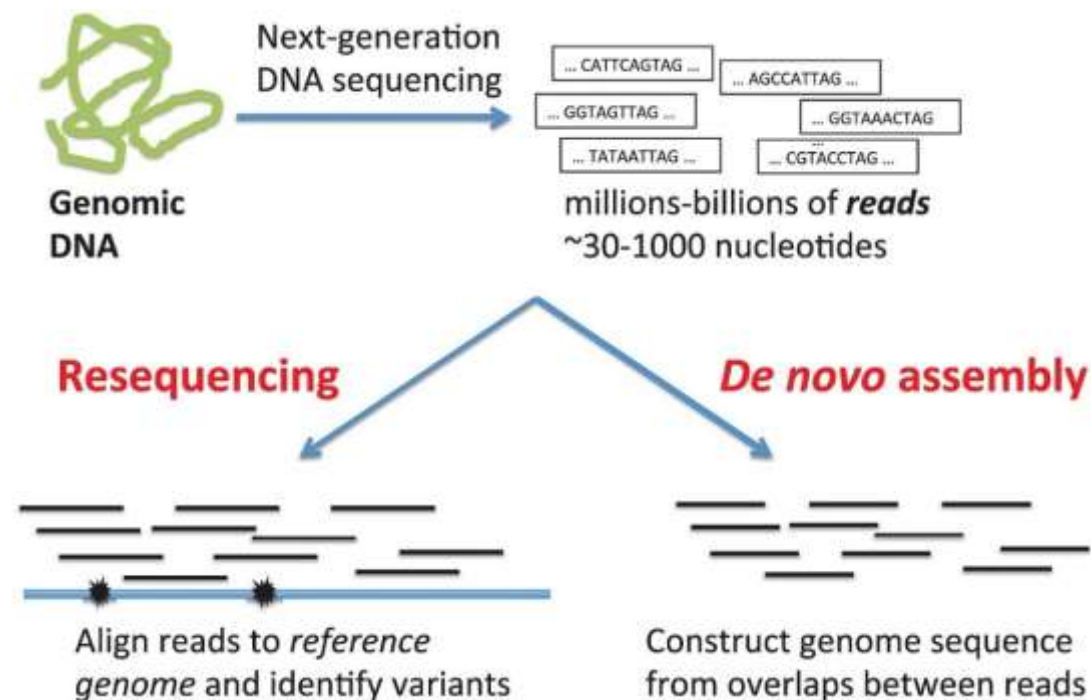 Next-generation
DNA sequencing
... CATTCAGTAG ...
... AGCCATTAG ...
... GGTAGTTAG ...
... GGTAAACTAG
...
... TATAATTAG ...
... CGTACCTAG ...
Genomic
DNA
millions-billions of reads
~30-1000 nucleotides
Resequencing
De novo assembly
Align reads to reference
genome and identify variants
Construct genome sequence
from overlaps between reads